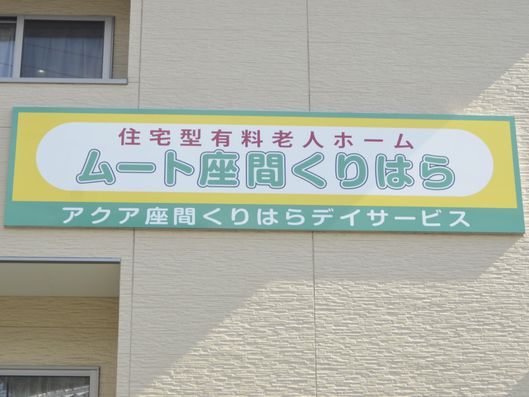 住宅型有料老人ホーム
ムート座間くりはら
アクア座間くりはらデイサービス